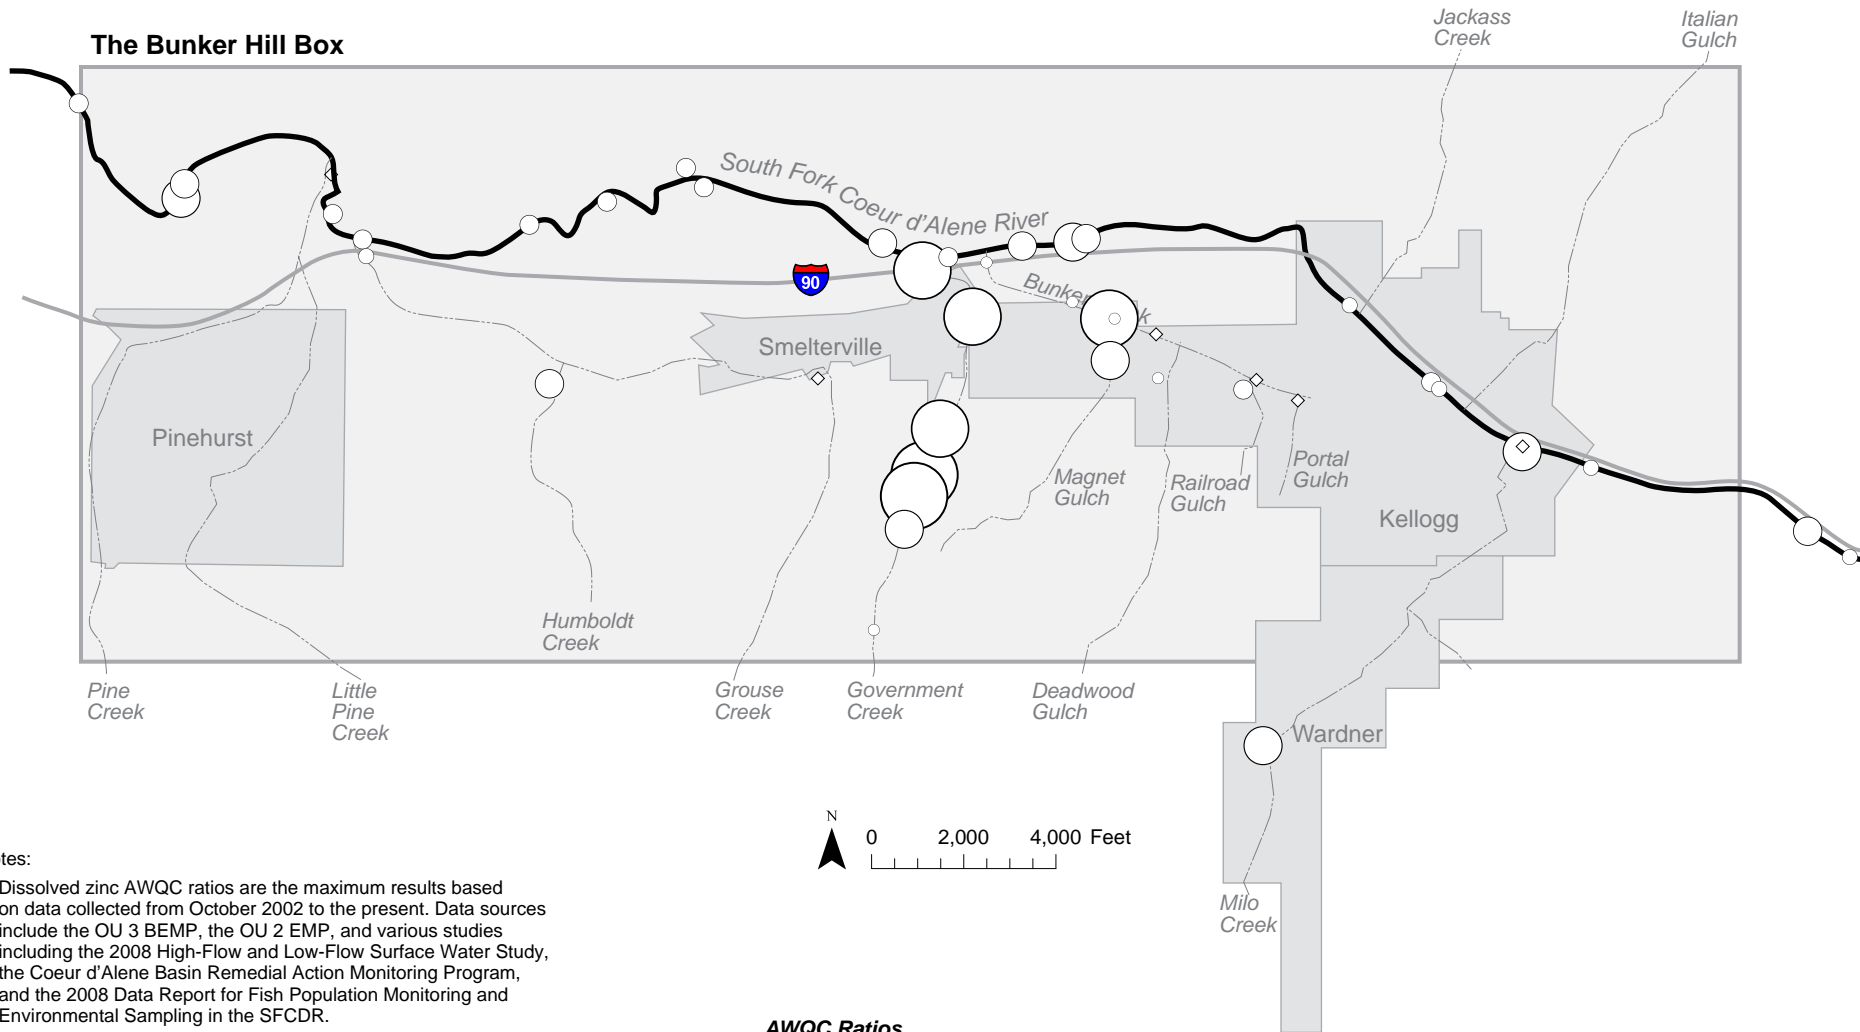 Jackass
Creek
Italian
Gulch
The Bunker Hill Box
South Fork Coeur d'Alene River
90
Bunker
k
Smelterville
Pinehurst
Magnet
Gulch
Railroad
Gulch
Portal
Gulch
Kellogg
Humboldt
Creek
Pine
Creek
Little
Pine
Creek
Grouse
Creek
Government
Creek
Deadwood
Gulch
Wardner
N
0 2,000 4,000 Feet
Milo
Creek
tes:
Dissolved zinc AWQC ratios are the maximum results based
on data collected from October 2002 to the present. Data sources
include the OU 3 BEMP, the OU 2 EMP, and various studies
including the 2008 High-Flow and Low-Flow Surface Water Study,
the Coeur d'Alene Basin Remedial Action Monitoring Program,
and the 2008 Data Report for Fish Population Monitoring and
Environmental Sampling in the SFCDR.
AWQC Ratios